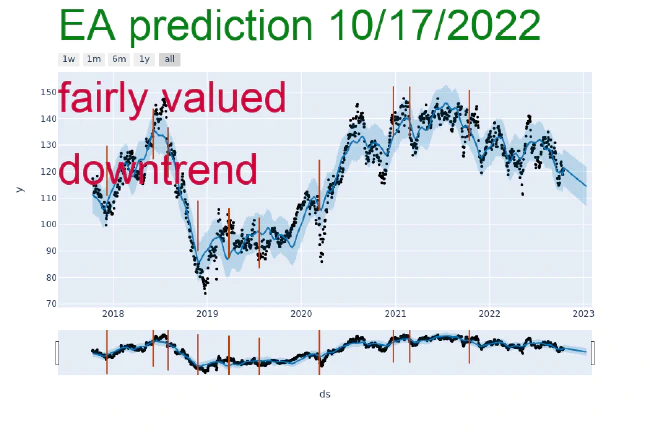 EA prediction 10/17/2022
1w 1m 6m 1y all
fairly valued
downtrend
150
140
130
120
110
100
90
80
70
y
2018 2019 2020 2021 2022 2023
ds